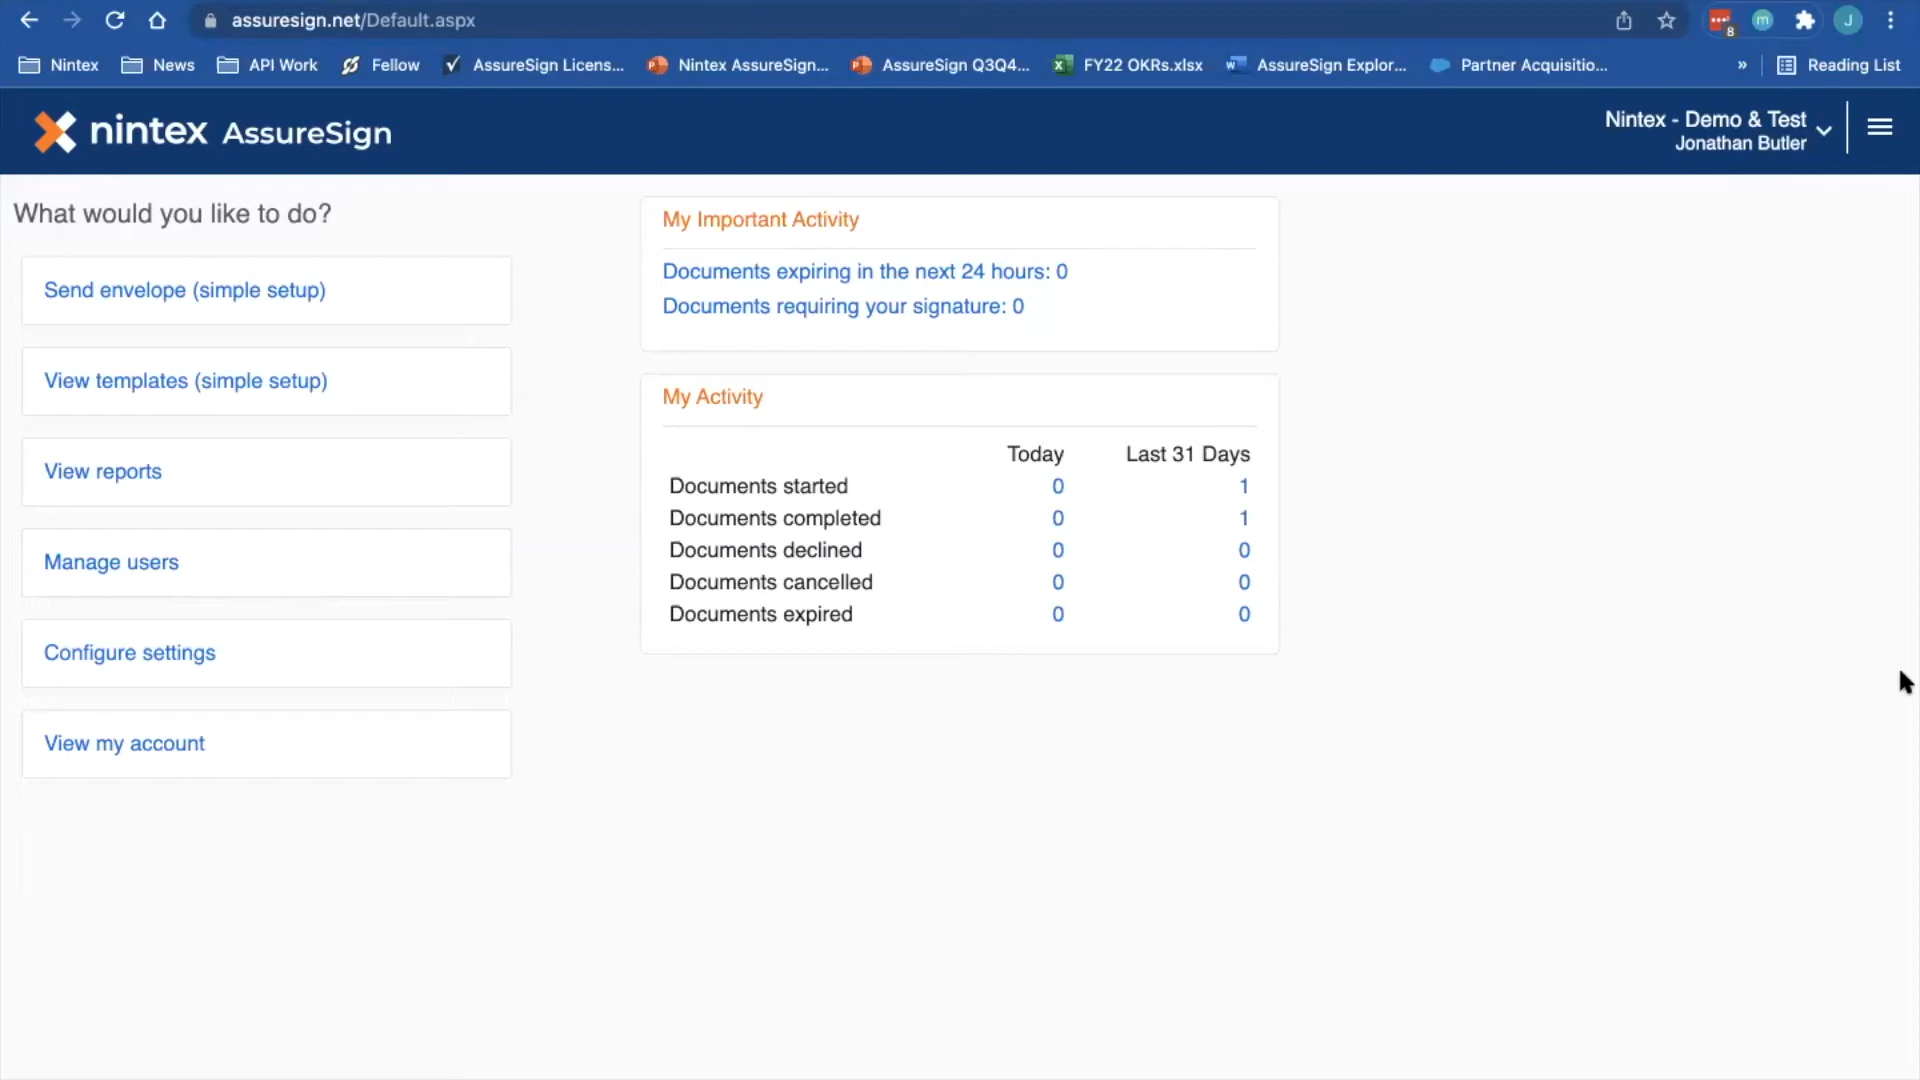 assuresign.net/Default.aspx
8
m
J
Nintex
News
API Work
Fellow
AssureSign Licens...
Nintex AssureSign...
AssureSign Q3Q4...
FY22 OKRs.xlsx
AssureSign Explor...
Partner Acquisitio...
»
Reading List
nintex AssureSign
Nintex - Demo & Test
Jonathan Butler
What would you like to do?
Send envelope (simple setup)
View templates (simple setup)
View reports
Manage users
Configure settings
View my account
My Important Activity
Documents expiring in the next 24 hours: 0
Documents requiring your signature: 0
My Activity
Today Last 31 Days
Documents started 0 1
Documents completed 0 1
Documents declined 0 0
Documents cancelled 0 0
Documents expired 0 0